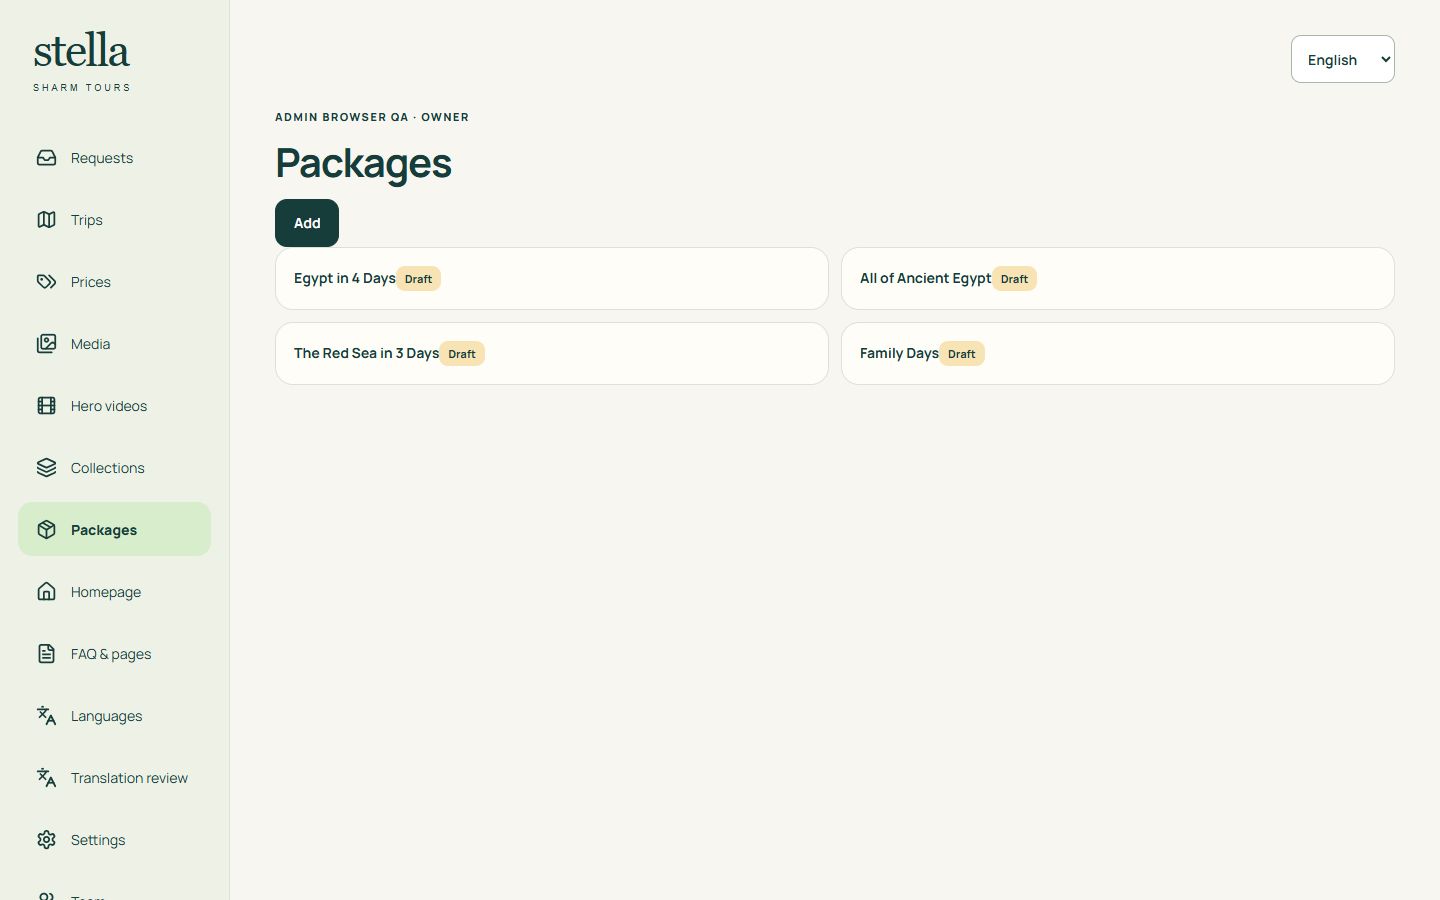 stella
SHARM TOURS
Requests
Trips
Prices
Media
Hero videos
Collections
Packages
Homepage
FAQ & pages
Languages
Translation review
Settings
English
ADMIN BROWSER QA · OWNER
Packages
Add
Egypt in 4 Days Draft
All of Ancient Egypt Draft
The Red Sea in 3 Days Draft
Family Days Draft